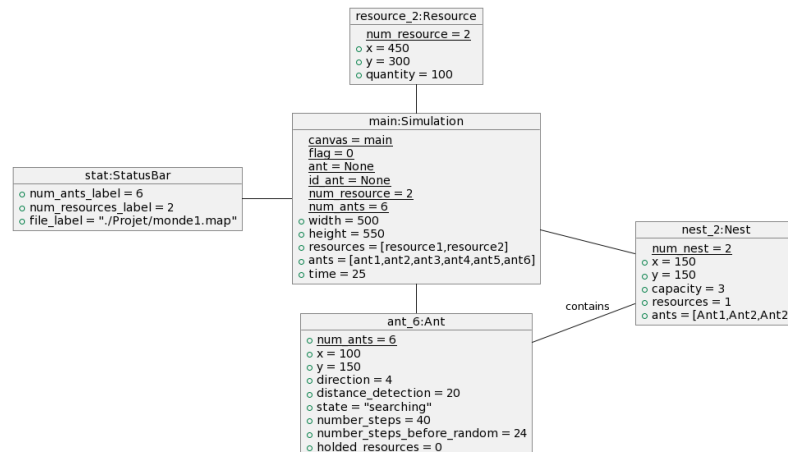 resource_2:Resource
num_resource = 2
x = 450
y = 300
quantity = 100
main:Simulation
canvas = main
flag = 0
ant = None
id_ant = None
num_resource = 2
num_ants = 6
width = 500
height = 550
resources = [resource1,resource2]
ants = [ant1,ant2,ant3,ant4,ant5,ant6]
time = 25
stat:StatusBar
num_ants_label = 6
num_resources_label = 2
file_label = "./Projet/monde1.map"
nest_2:Nest
num_nest = 2
x = 150
y = 150
capacity = 3
resources = 1
ants = [Ant1,Ant2,Ant2
contains
ant_6:Ant
num_ants = 6
x = 100
y = 150
direction = 4
distance_detection = 20
state = "searching"
number_steps = 40
number_steps_before_random = 24
holded_resources = 0